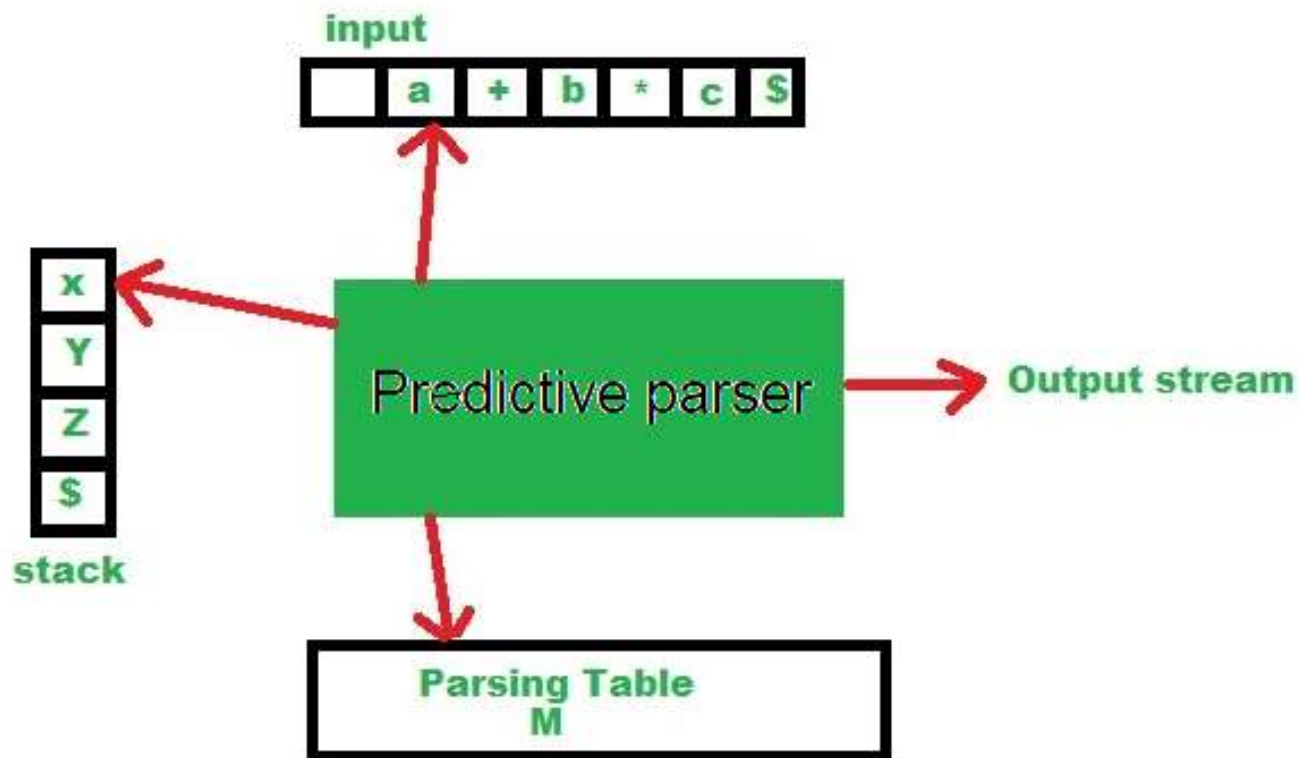 input
a + b * c $
x
Y
Z
$
stack
Predictive parser
Output stream
Parsing Table
M